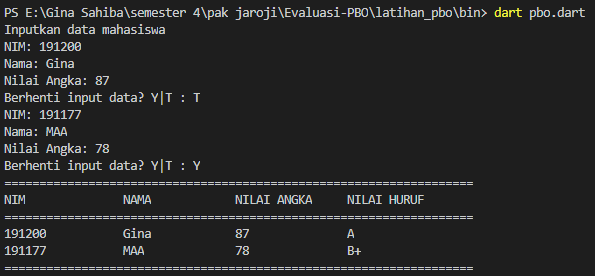 PS E:\Gina Sahiba\semester 4\pak jaroji\Evaluasi-PBO\latihan_pbo\bin> dart pbo.dart
Inputkan data mahasiswa
NIM: 191200
Nama: Gina
Nilai Angka: 87
Berhenti input data? Y|T : T
NIM: 191177
Nama: MAA
Nilai Angka: 78
Berhenti input data? Y|T : Y
===================================================================
NIM NAMA NILAI ANGKA NILAI HURUF
===================================================================
191200 Gina 87 A
191177 MAA 78 B+
===================================================================